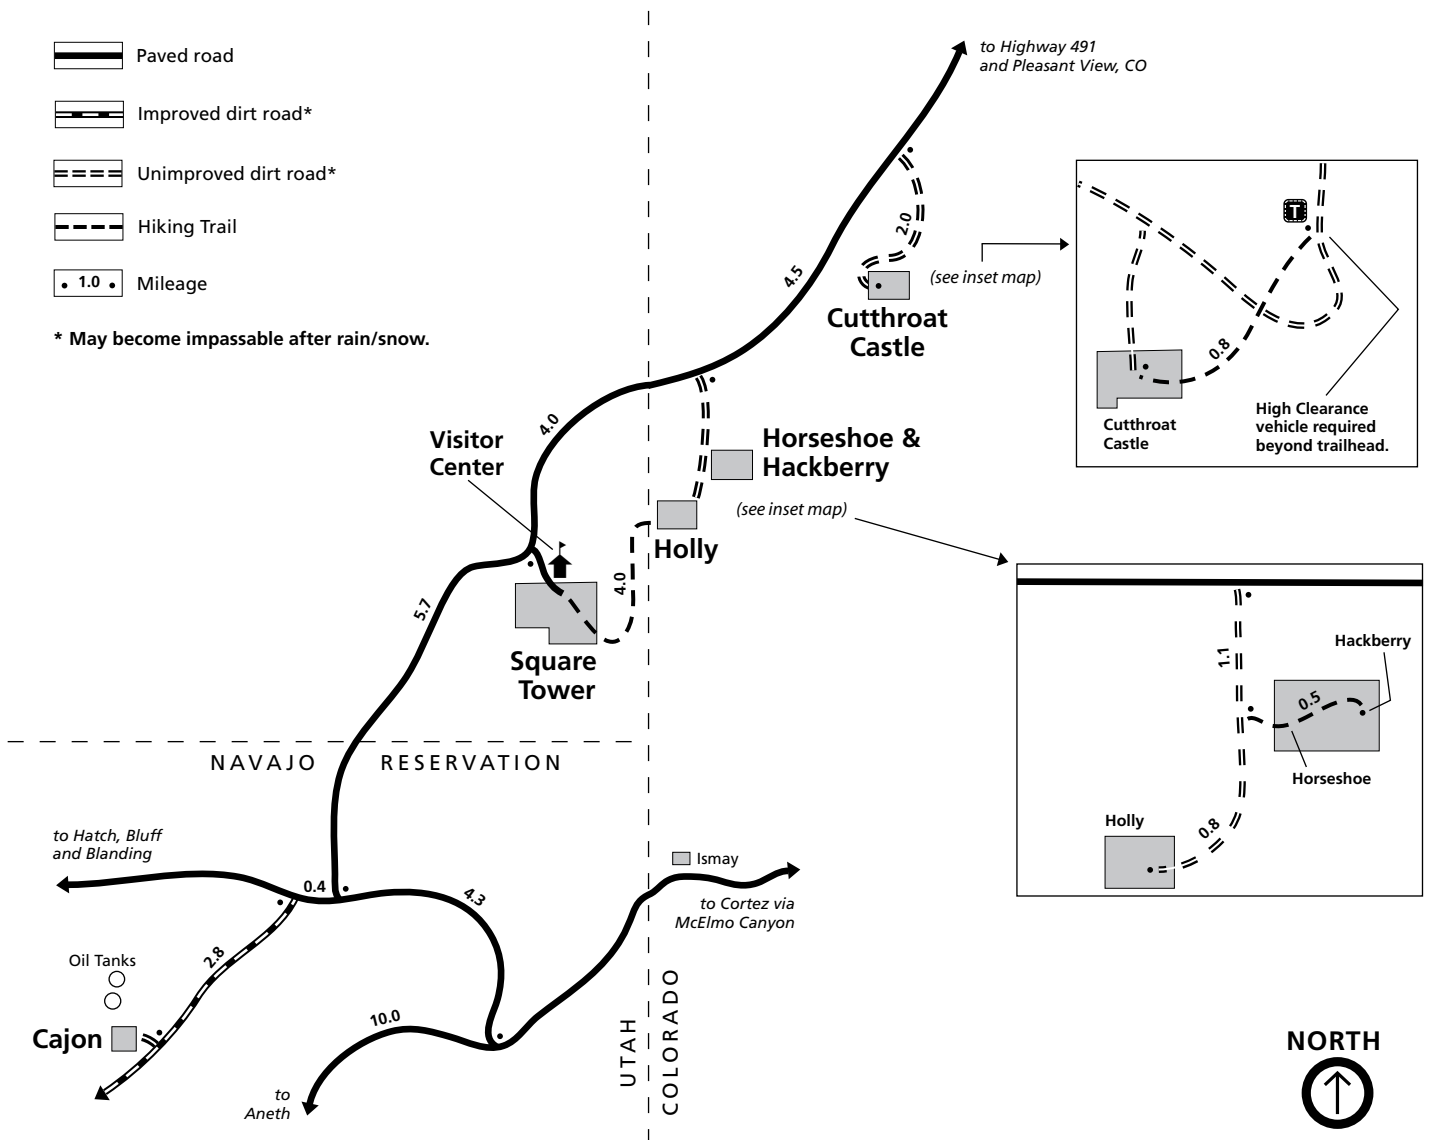 Paved road
Improved dirt road*
Unimproved dirt road*
Hiking Trail
1.0
Mileage
* May become impassable after rain/snow.
to Highway 491
and Pleasant View, CO
2.0
4.5
(see inset map)
Cutthroat
Castle
T
0.8
Cutthroat
Castle
High Clearance
vehicle required
beyond trailhead.
4.0
Visitor
Center
Horseshoe &
Hackberry
(see inset map)
Holly
4.0
5.7
Square
Tower
Hackberry
1.1
0.5
Horseshoe
Holly
0.8
NAVAJO RESERVATION
to Hatch, Bluff
and Blanding
0.4
4.3
Ismay
to Cortez via
McElmo Canyon
2.8
Oil Tanks
Cajon
10.0
to
Aneth
UTAH
COLORADO
NORTH